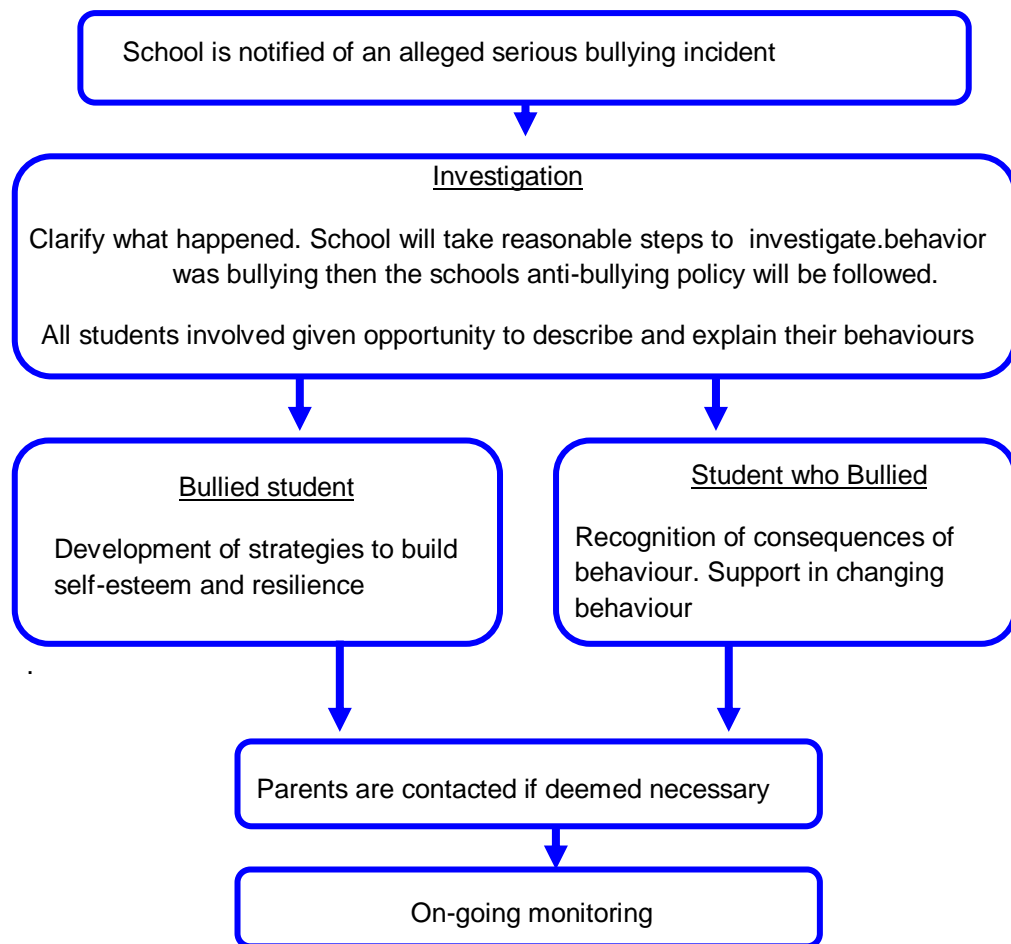 School is notified of an alleged serious bullying incident
Investigation
Clarify what happened. School will take reasonable steps to  investigate.behavior
was bullying then the schools anti-bullying policy will be followed.
All students involved given opportunity to describe and explain their behaviours
Bullied student
Development of strategies to build
self-esteem and resilience
Student who Bullied
Recognition of consequences of
behaviour. Support in changing
behaviour
.
Parents are contacted if deemed necessary
On-going monitoring